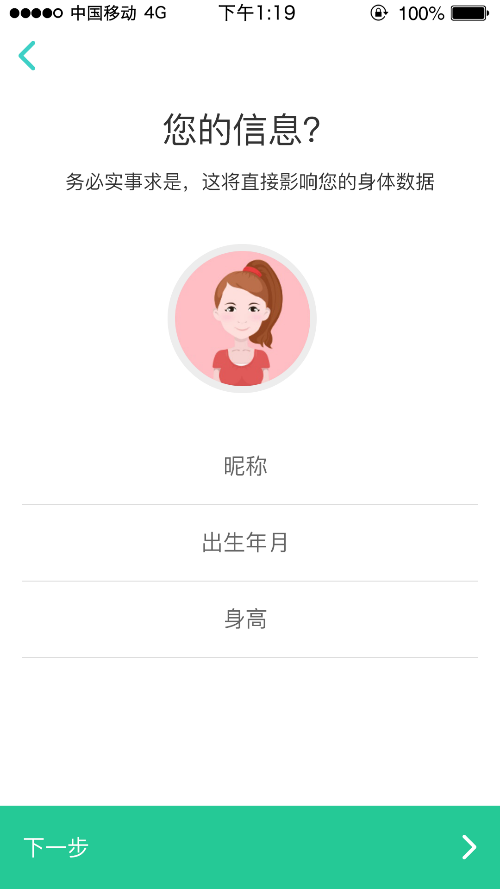 中国移动 4G 下午1:19 100%
您的信息?
务必实事求是，这将直接影响您的身体数据
昵称
出生年月
身高
下一步